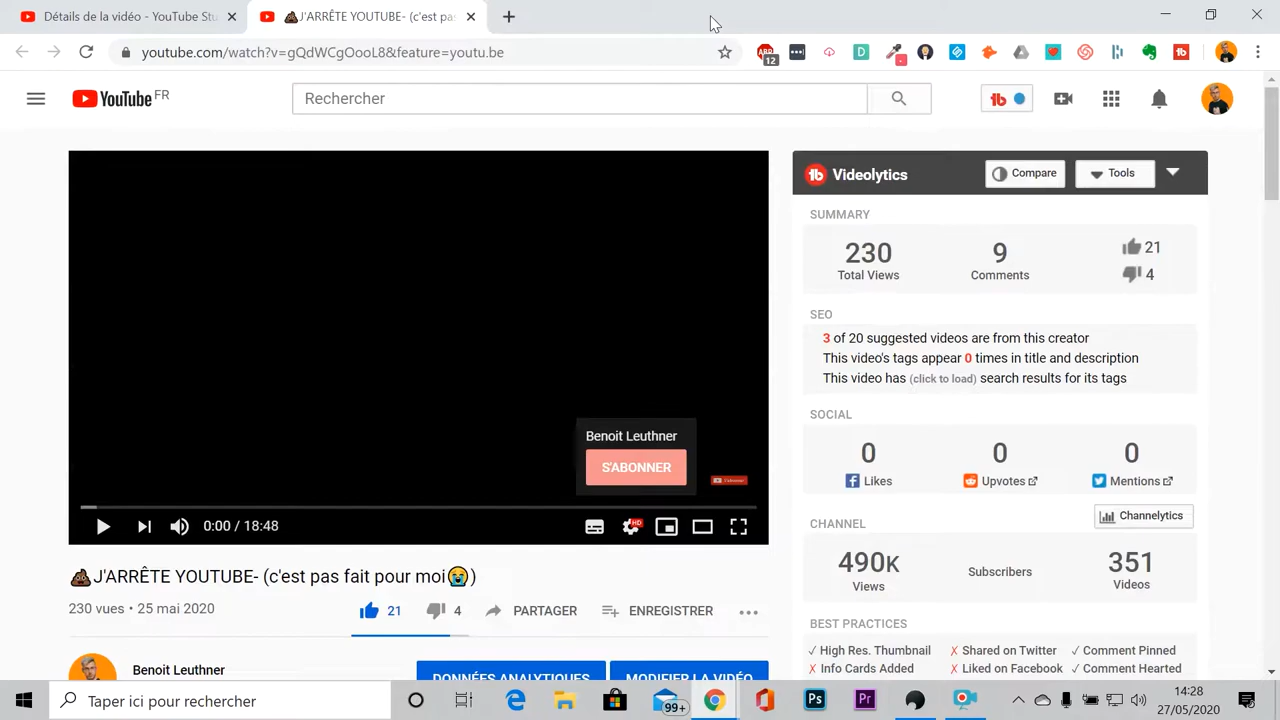 Détails de la vidéo - YouTube Stu
💩J'ARRÊTE YOUTUBE- (c'est pas
youtube.com/watch?v=gQdWCgOooL8&feature=youtu.be
ABP
12
D
YouTube FR
Rechercher
Videolytics
Compare
Tools
SUMMARY
230
9
21
Total Views
Comments
4
SEO
3 of 20 suggested videos are from this creator
This video's tags appear 0 times in title and description
This video has (click to load) search results for its tags
SOCIAL
0
0
0
Likes
Upvotes
Mentions
CHANNEL
Channelytics
490K
351
Views
Subscribers
Videos
BEST PRACTICES
✓ High Res. Thumbnail
✗ Shared on Twitter
✓ Comment Pinned
✗ Info Cards Added
✗ Liked on Facebook
✓ Comment Hearted
Benoit Leuthner
S'ABONNER
0:00 / 18:48
HD
💩J'ARRÊTE YOUTUBE- (c'est pas fait pour moi😭)
230 vues • 25 mai 2020
21
4
PARTAGER
ENREGISTRER
Benoit Leuthner
DONNÉES ANALYTIQUES
MODIFIER LA VIDÉO
Taper ici pour rechercher
99+
Ps
Pr
14:28
27/05/2020